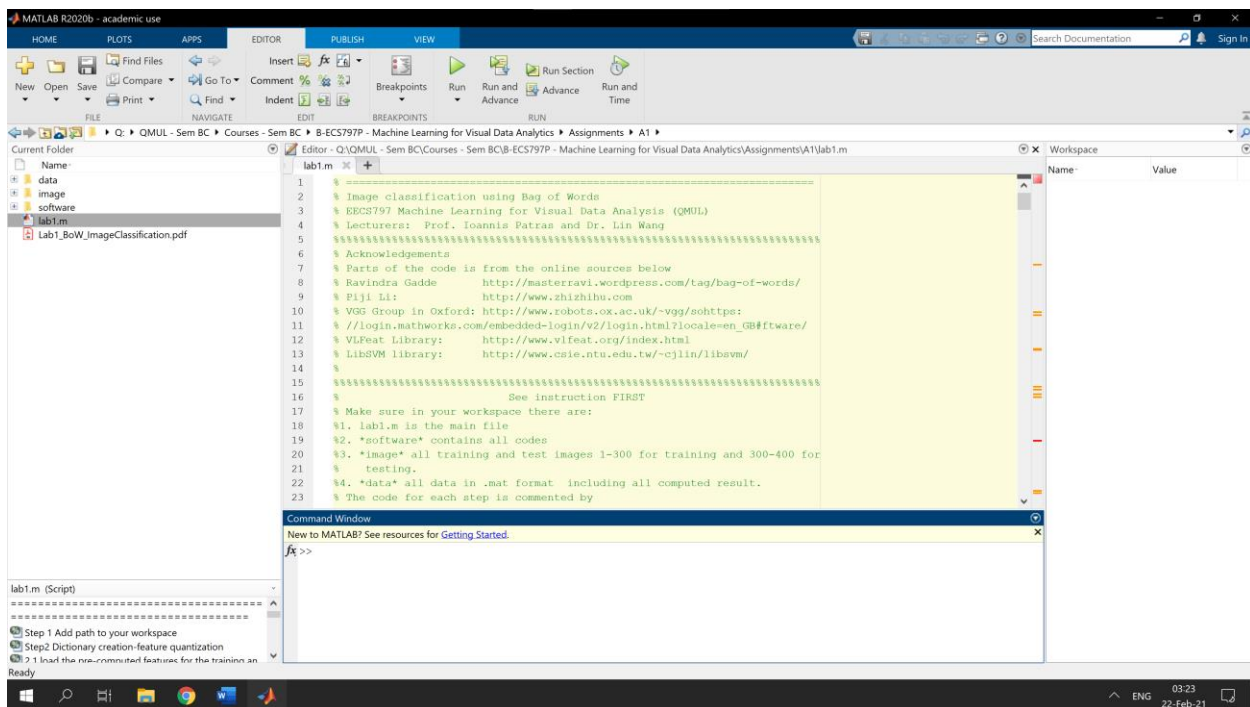 MATLAB R2020b - academic use
HOME PLOTS APPS EDITOR PUBLISH VIEW Search Documentation Sign In
New Open Save Find Files Compare Print Go To Find Insert Comment Indent fx Breakpoints Run Run and Advance Run Section Advance Run and Time
FILE NAVIGATE EDIT BREAKPOINTS RUN
Q: QMUL - Sem BC Courses - Sem BC B-ECS797P - Machine Learning for Visual Data Analytics Assignments A1
Current Folder
Name
data
image
software
lab1.m
Lab1_BoW_ImageClassification.pdf
Editor - Q:\QMUL - Sem BC\Courses - Sem BC\B-ECS797P - Machine Learning for Visual Data Analytics\Assignments\A1\lab1.m
lab1.m
1 % =======================================================================
2 % Image classification using Bag of Words
3 % EECS797 Machine Learning for Visual Data Analysis (QMUL)
4 % Lecturers: Prof. Ioannis Patras and Dr. Lin Wang
5 %%%%%%%%%%%%%%%%%%%%%%%%%%%%%%%%%%%%%%%%%%%%%%%%%%%%%%%%%%%%%%%%%%%%%%%%%%%
6 % Acknowledgements
7 % Parts of the code is from the online sources below
8 % Ravindra Gadde http://masterravi.wordpress.com/tag/bag-of-words/
9 % Piji Li: http://www.zhizhihu.com
10 % VGG Group in Oxford: http://www.robots.ox.ac.uk/~vgg/sohttps:
11 % //login.mathworks.com/embedded-login/v2/login.html?locale=en_GB#ftware/
12 % VLFeat Library: http://www.vlfeat.org/index.html
13 % LibSVM library: http://www.csie.ntu.edu.tw/~cjlin/libsvm/
14 %
15 %%%%%%%%%%%%%%%%%%%%%%%%%%%%%%%%%%%%%%%%%%%%%%%%%%%%%%%%%%%%%%%%%%%%%%%%%%%
16 % See instruction FIRST
17 % Make sure in your workspace there are:
18 %1. lab1.m is the main file
19 %2. *software* contains all codes
20 %3. *image* all training and test images 1-300 for training and 300-400 for
21 % testing.
22 %4. *data* all data in .mat format including all computed result.
23 % The code for each step is commented by
Workspace
Name Value
Command Window
New to MATLAB? See resources for Getting Started.
fx >>
lab1.m (Script)
======================================
====================================
Step 1 Add path to your workspace
Step2 Dictionary creation-feature quantization
2.1 load the pre-computed features for the training an
Ready
ENG 03:23
22-Feb-21